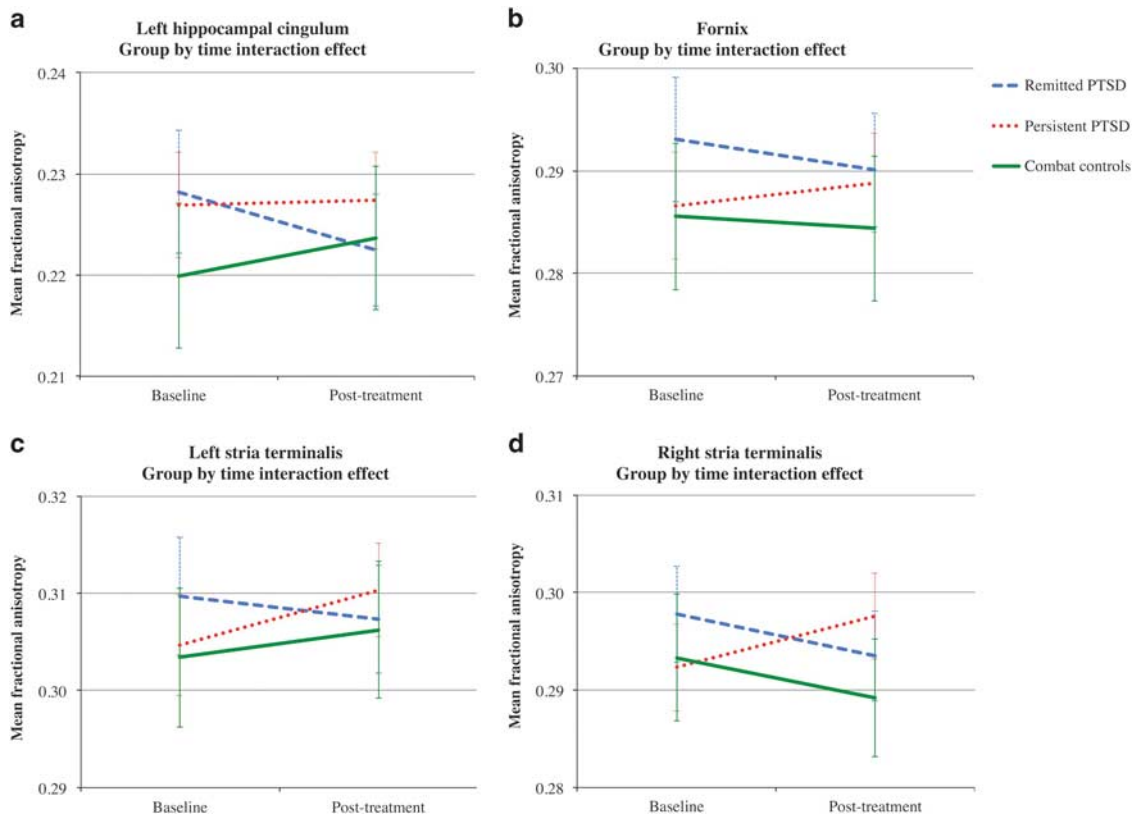 a
Left hippocampal cingulum
Group by time interaction effect
Mean fractional anisotropy
0.24
0.23
0.22
0.21
Baseline
Post-treatment
b
Fornix
Group by time interaction effect
Mean fractional anisotropy
0.30
0.29
0.28
0.27
Baseline
Post-treatment
Remitted PTSD
Persistent PTSD
Combat controls
c
Left stria terminalis
Group by time interaction effect
Mean fractional anisotropy
0.32
0.31
0.30
0.29
Baseline
Post-treatment
d
Right stria terminalis
Group by time interaction effect
Mean fractional anisotropy
0.31
0.30
0.29
0.28
Baseline
Post-treatment